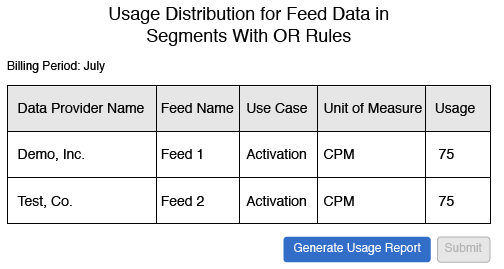 Usage Distribution for Feed Data in
Segments With OR Rules
Billing Period: July
Data Provider Name Feed Name Use Case Unit of Measure Usage
Demo, Inc. Feed 1 Activation CPM 75
Test, Co. Feed 2 Activation CPM 75
Generate Usage Report Submit